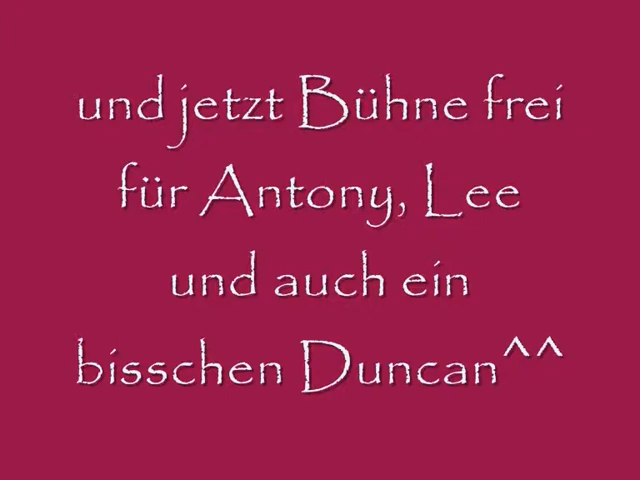 und jetzt Bühne frei
für Antony, Lee
und auch ein
bisschen Duncan^^